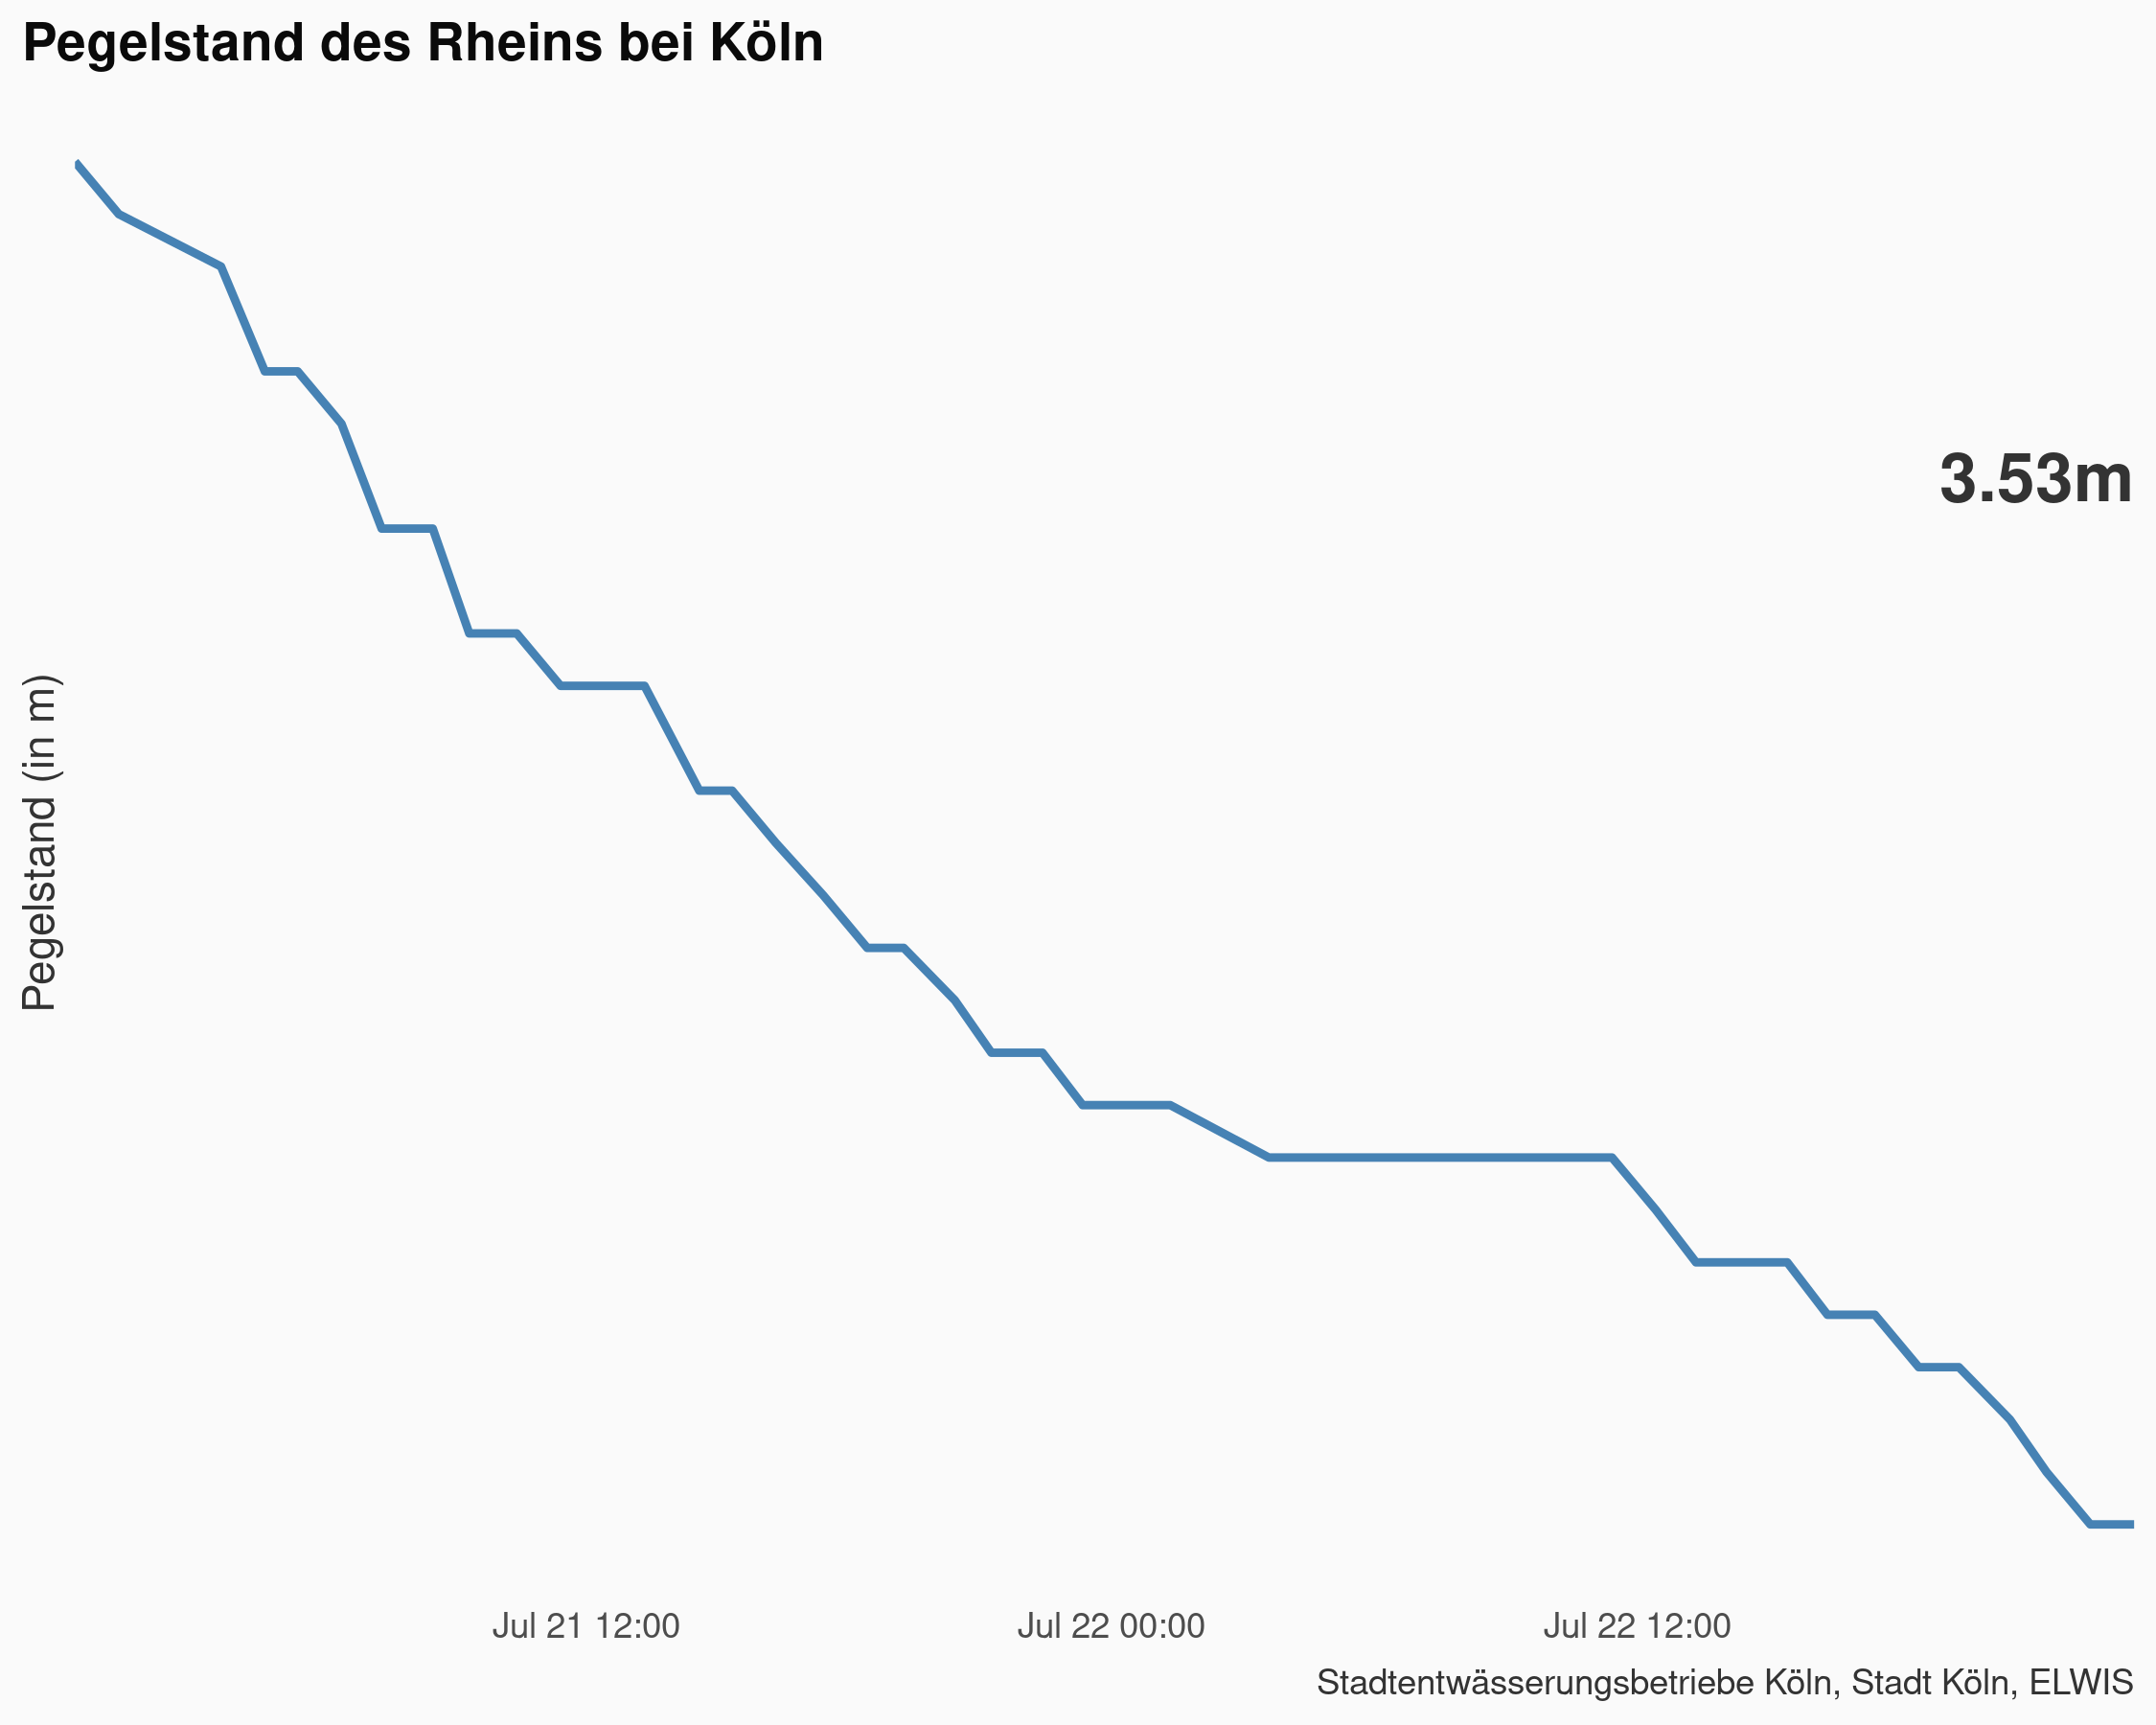 Pegelstand des Rheins bei Köln
3.53m
Pegelstand (in m)
Jul 21 12:00
Jul 22 00:00
Jul 22 12:00
Stadtentwässerungsbetriebe Köln, Stadt Köln, ELWIS